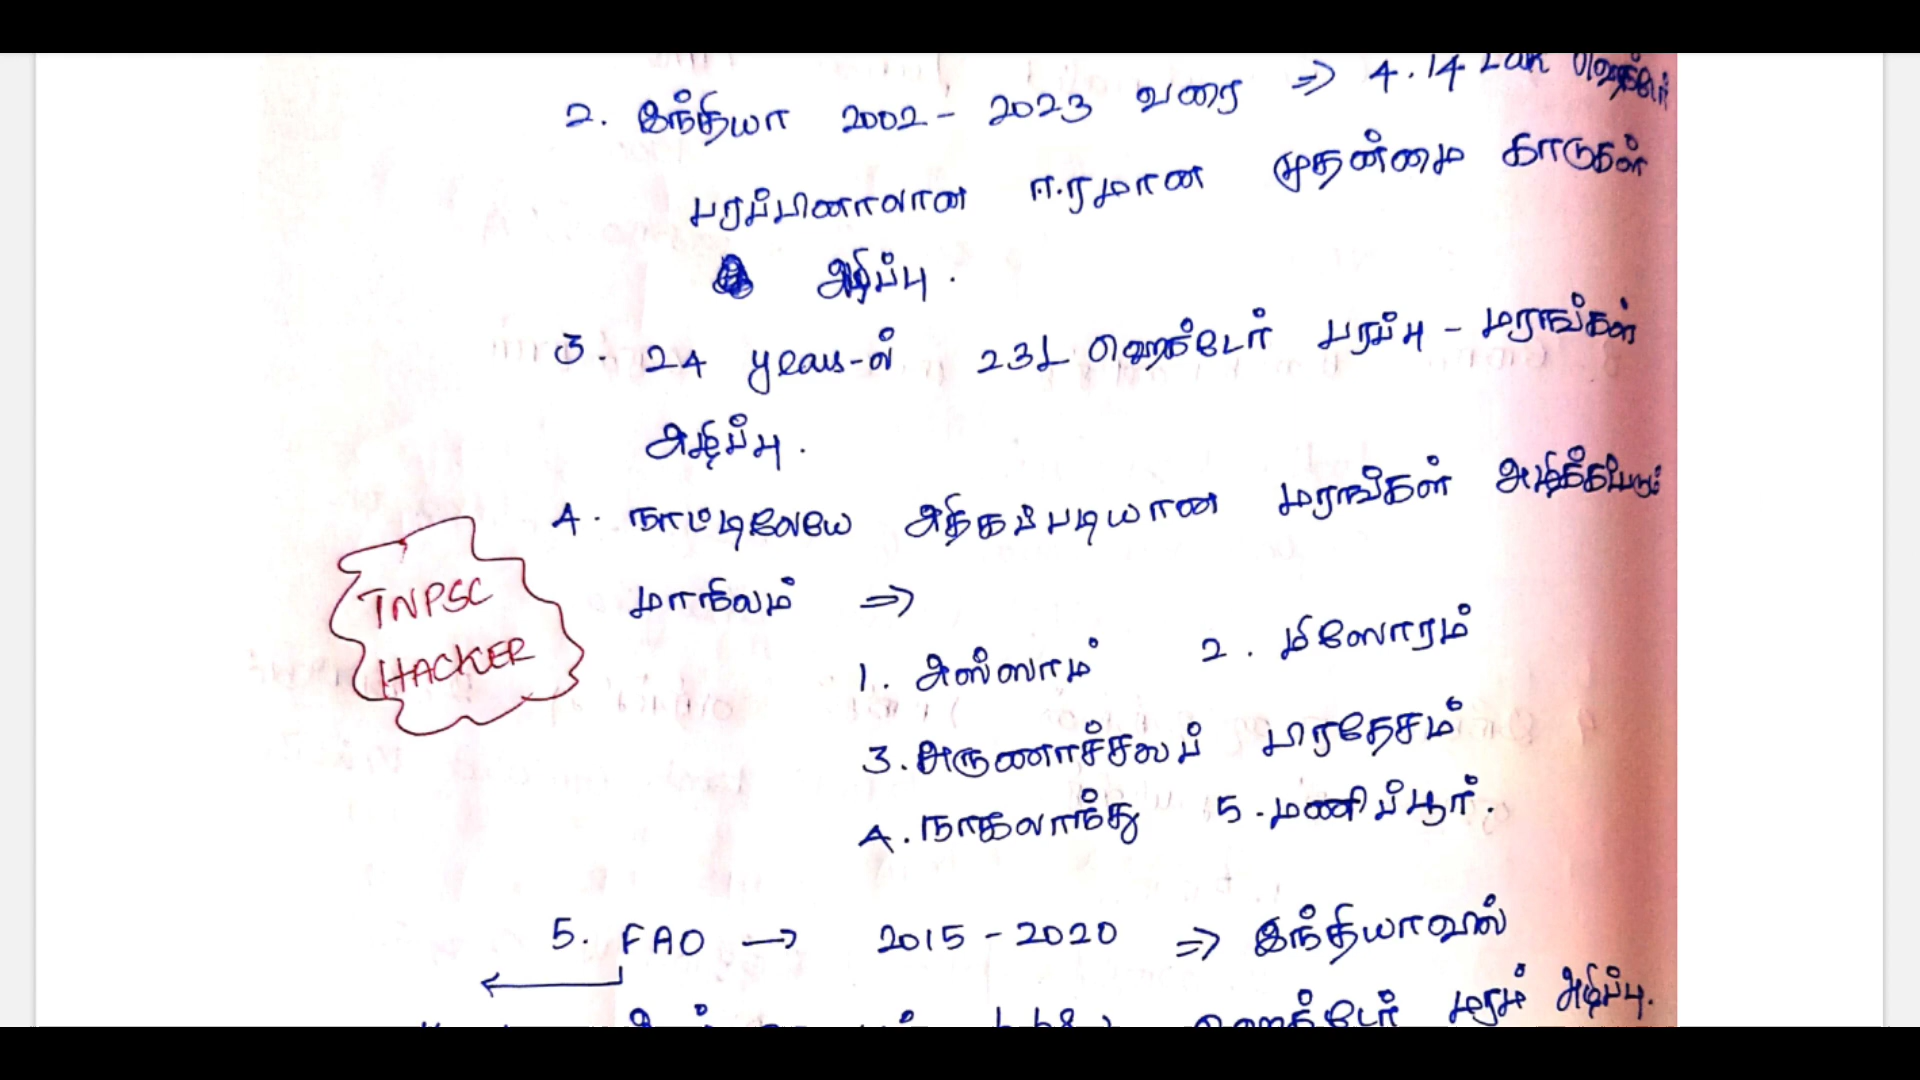 2. இந்தியா 2002 - 2023 வரை => 4.14 Lak ஹெக்டேர்
பரப்பினாலான ஈரமான முதன்மை காடுகள்
அழிப்பு.
3. 24 years-ல் 23L ஹெக்டேர் பரப்பு - மரங்கள்
அழிப்பு.
4. நாட்டிலேயே அதிகப்படியான மரங்கள் அழிக்கப்படும்
மாநிலம் =>
TNPSC
HACKER
1. அஸ்ஸாம் 2. மிஸோரம்
3. அருணாச்சலப் பிரதேசம்
4. நாகலாந்து 5. மணிப்பூர்.
5. FAO → 2015 - 2020 => இந்தியாவில்
ஹெக்டேர் மரம் அழிப்பு.